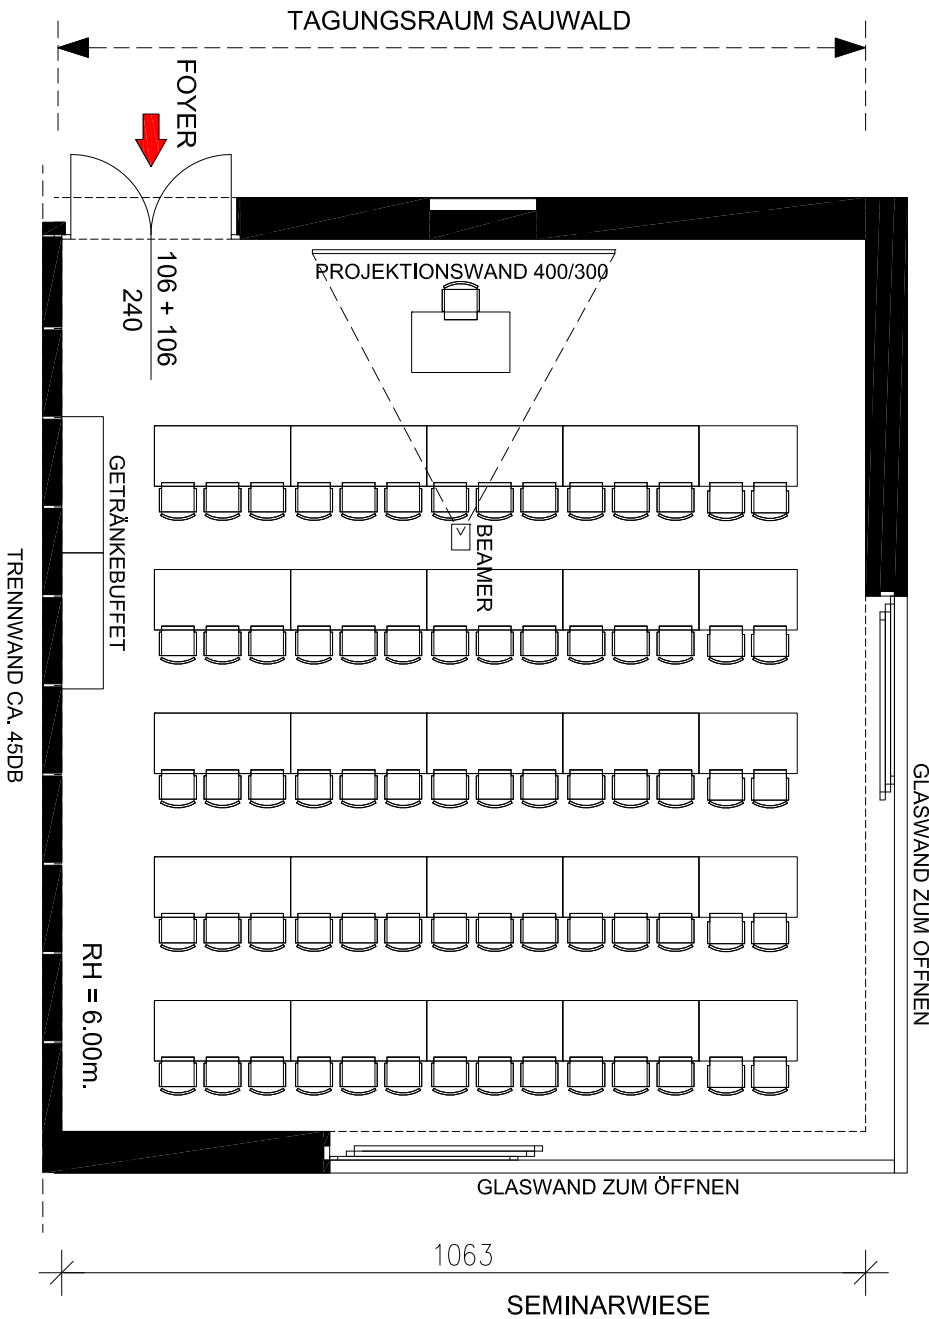 TAGUNGSRAUM SAUWALD
FOYER
106 + 106
240
PROJEKTIONSWAND 400/300
BEAMER
GETRÄNKEBUFFET
TRENNWAND CA. 45DB
GLASWAND ZUM ÖFFNEN
RH = 6.00m.
GLASWAND ZUM ÖFFNEN
1063
SEMINARWIESE